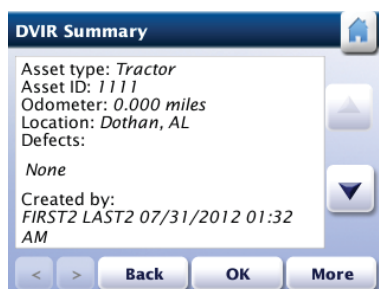 DVIR Summary
Asset type: Tractor
Asset ID: 1111
Odometer: 0.000 miles
Location: Dothan, AL
Defects:
None
Created by:
FIRST2 LAST2 07/31/2012 01:32
AM
< > Back OK More